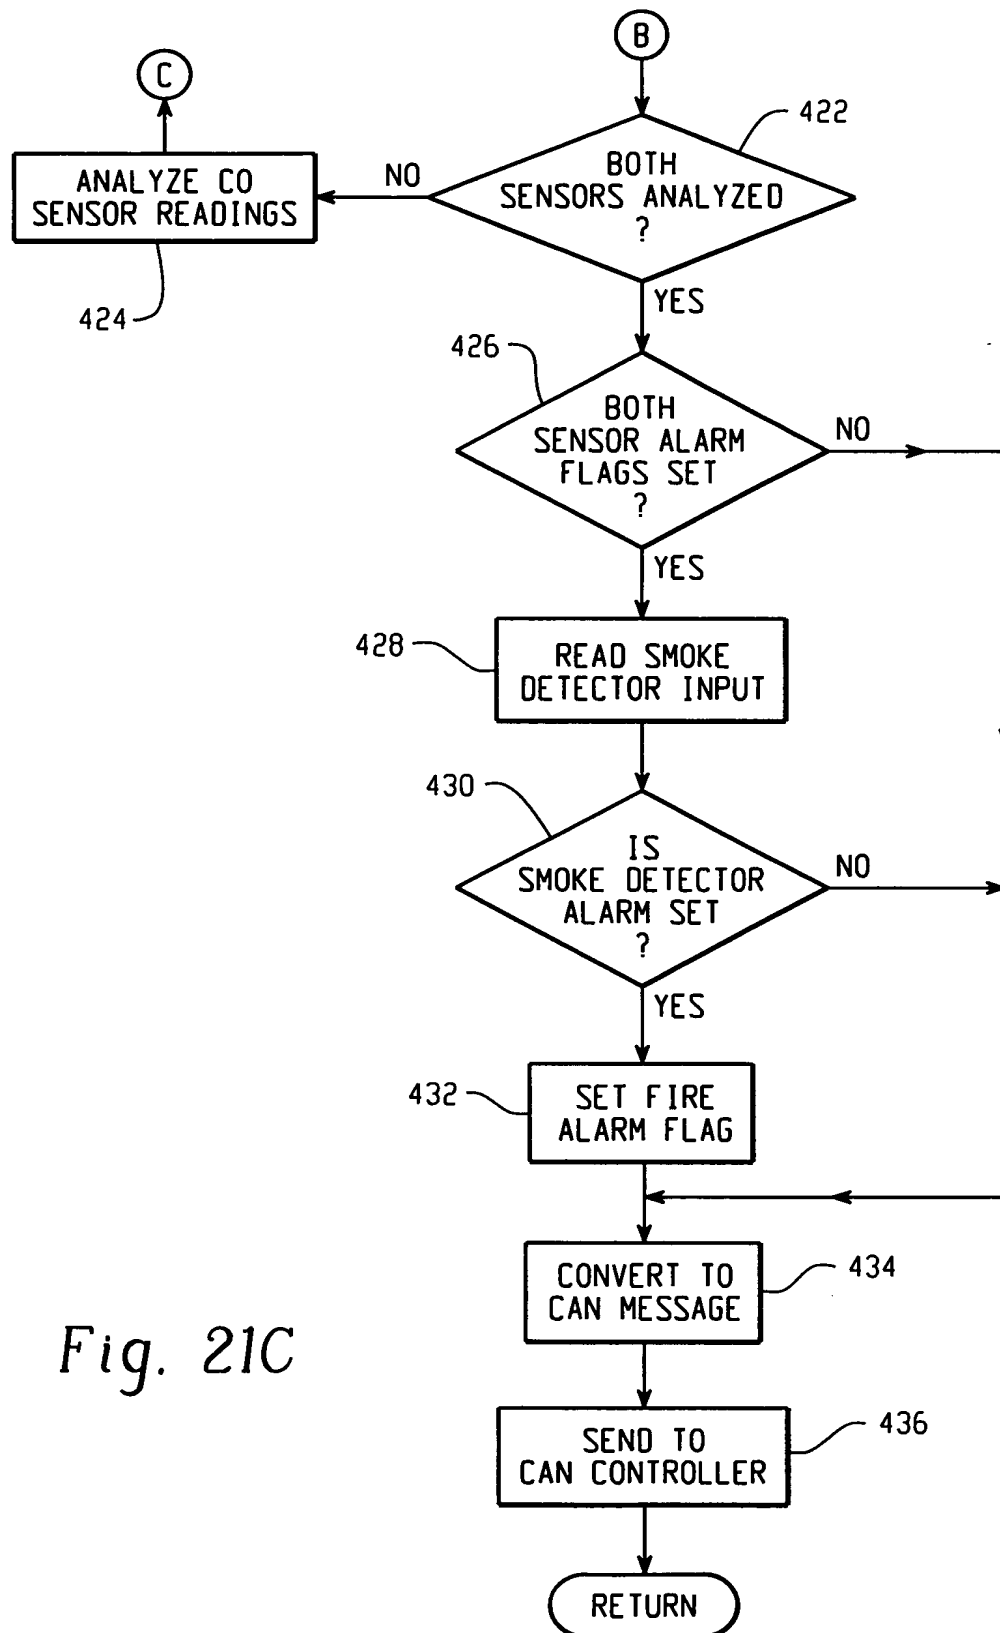 B
C
422
BOTH
SENSORS ANALYZED
?
NO
ANALYZE CO
SENSOR READINGS
424
YES
426
BOTH
SENSOR ALARM
FLAGS SET
?
NO
YES
428
READ SMOKE
DETECTOR INPUT
430
IS
SMOKE DETECTOR
ALARM SET
?
NO
YES
432
SET FIRE
ALARM FLAG
434
CONVERT TO
CAN MESSAGE
Fig. 21C
436
SEND TO
CAN CONTROLLER
RETURN